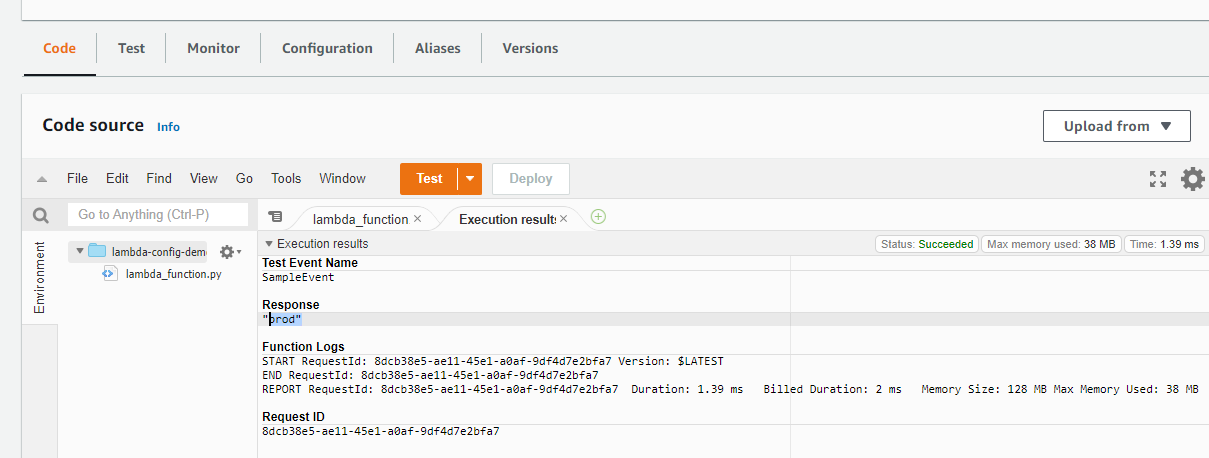 Code Test Monitor Configuration Aliases Versions
Code source Info
Upload from
File Edit Find View Go Tools Window Test Deploy
Go to Anything (Ctrl-P)
lambda_function Execution results
Environment
lambda-config-dem
lambda_function.py
Execution results Status: Succeeded Max memory used: 38 MB Time: 1.39 ms
Test Event Name
SampleEvent
Response
"prod"
Function Logs
START RequestId: 8dcb38e5-ae11-45e1-a0af-9df4d7e2bfa7 Version: $LATEST
END RequestId: 8dcb38e5-ae11-45e1-a0af-9df4d7e2bfa7
REPORT RequestId: 8dcb38e5-ae11-45e1-a0af-9df4d7e2bfa7 Duration: 1.39 ms Billed Duration: 2 ms Memory Size: 128 MB Max Memory Used: 38 MB
Request ID
8dcb38e5-ae11-45e1-a0af-9df4d7e2bfa7